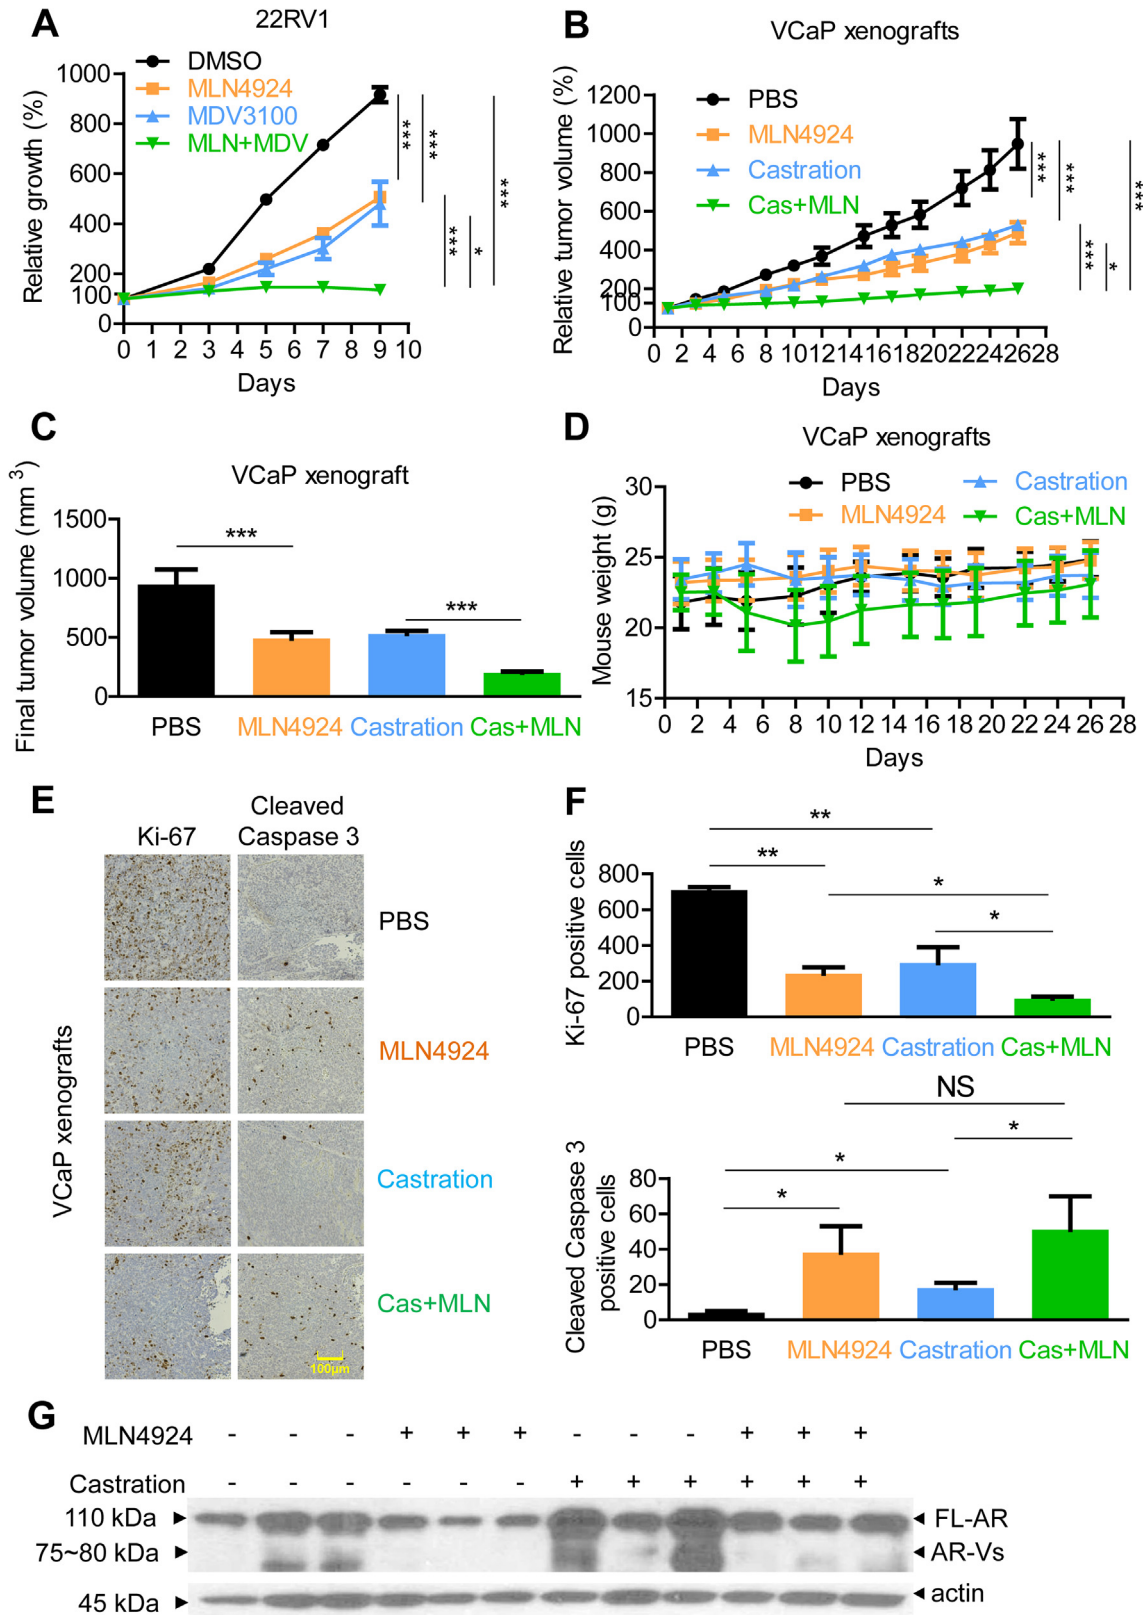 A
22RV1
DMSO
MLN4924
MDV3100
MLN+MDV
Relative growth (%)
1000
800
600
400
200
100
0
0 1 2 3 4 5 6 7 8 9 10
Days
*** *** *** * ***
B
VCaP xenografts
PBS
MLN4924
Castration
Cas+MLN
Relative tumor volume (%)
1200
1000
800
600
400
200
100
0
0 2 4 6 8 10 12 14 16 18 20 22 24 26 28
Days
*** *** *** * ***
C
VCaP xenograft
Final tumor volume (mm 3)
1500
1000
500
0
***
***
PBS MLN4924 Castration Cas+MLN
D
VCaP xenografts
PBS
MLN4924
Castration
Cas+MLN
Mouse weight (g)
30
25
20
15
0 2 4 6 8 10 12 14 16 18 20 22 24 26 28
Days
E
Ki-67
Cleaved
Caspase 3
VCaP xenografts
PBS
MLN4924
Castration
Cas+MLN
100µm
F
Ki-67 positive cells
800
600
400
200
0
**
**
*
*
PBS MLN4924 Castration Cas+MLN
Cleaved Caspase 3
positive cells
80
60
40
20
0
NS
*
*
*
PBS MLN4924 Castration Cas+MLN
G
MLN4924 - - - + + + - - - + + +
Castration - - - - - - + + + + + +
110 kDa FL-AR
75~80 kDa AR-Vs
45 kDa actin